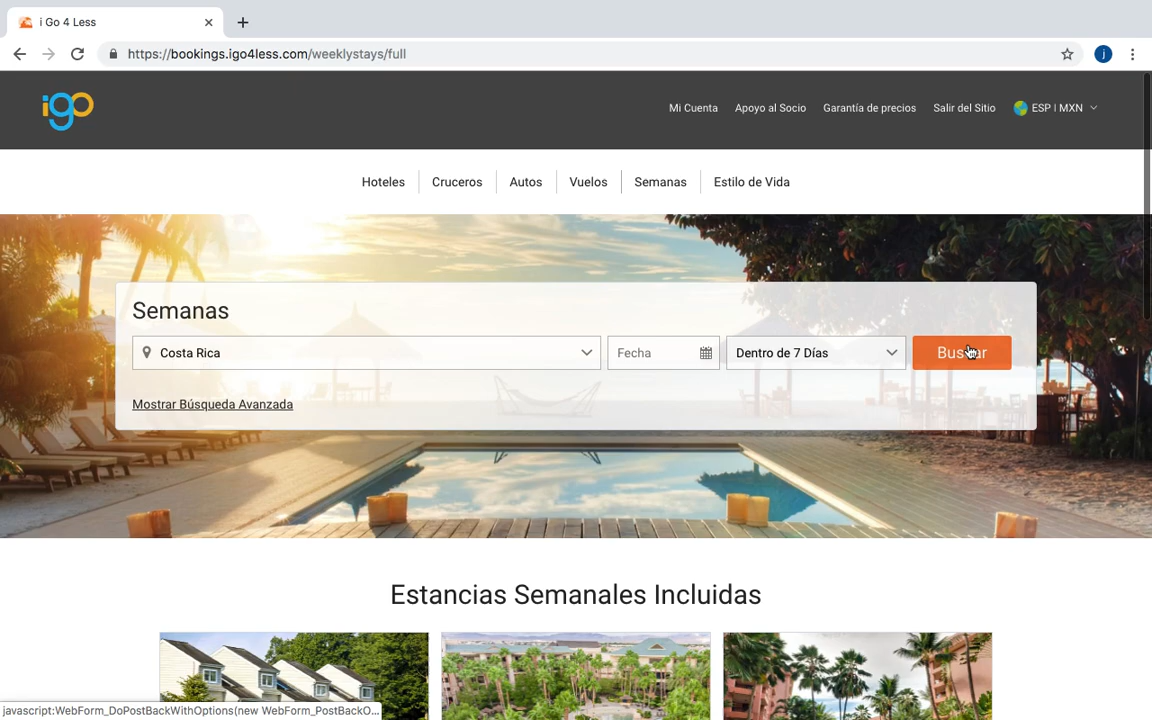 i Go 4 Less
https://bookings.igo4less.com/weeklystays/full
j
igo
Mi Cuenta Apoyo al Socio Garantía de precios Salir del Sitio ESP | MXN
Hoteles Cruceros Autos Vuelos Semanas Estilo de Vida
Semanas
Costa Rica Fecha Dentro de 7 Días Buscar
Mostrar Búsqueda Avanzada
Estancias Semanales Incluidas
javascript:WebForm_DoPostBackWithOptions(new WebForm_PostBackO...